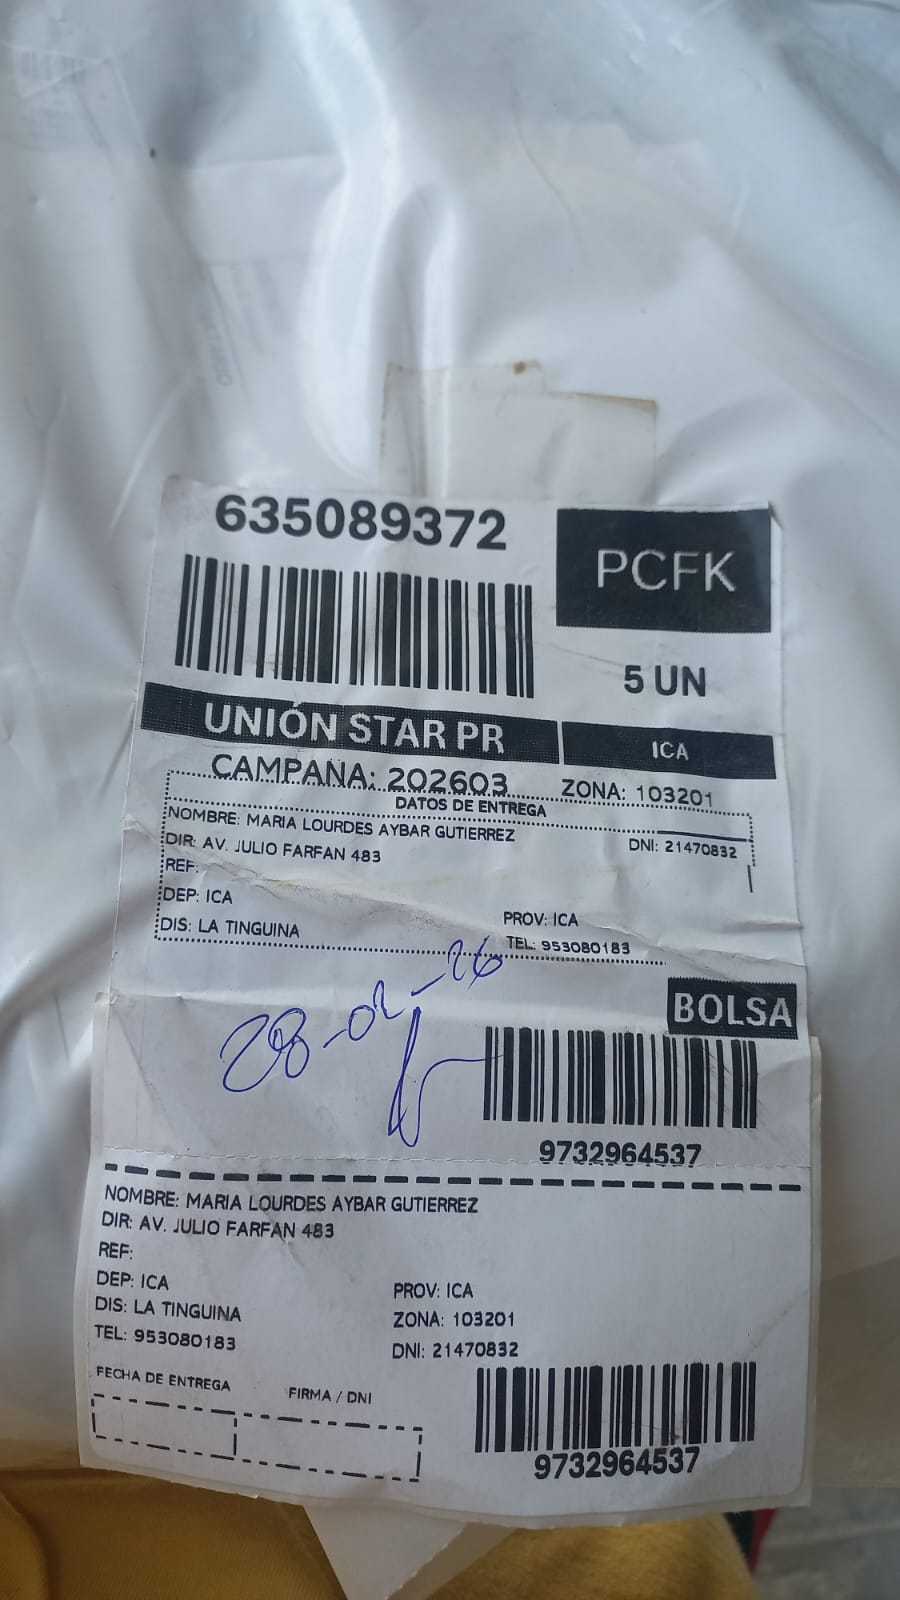 635089372
PCFK
5 UN
UNIÓN STAR PR
ICA
CAMPANA: 202603
ZONA: 103201
DATOS DE ENTREGA
NOMBRE: MARIA LOURDES AYBAR GUTIERREZ
DNI: 21470832
DIR: AV. JULIO FARFAN 483
REF:
DEP: ICA
PROV: ICA
DIS: LA TINGUINA
TEL: 953080183
28-02-26
BOLSA
9732964537
NOMBRE: MARIA LOURDES AYBAR GUTIERREZ
DIR: AV. JULIO FARFAN 483
REF:
DEP: ICA
PROV: ICA
DIS: LA TINGUINA
ZONA: 103201
TEL: 953080183
DNI: 21470832
FECHA DE ENTREGA
FIRMA / DNI
9732964537